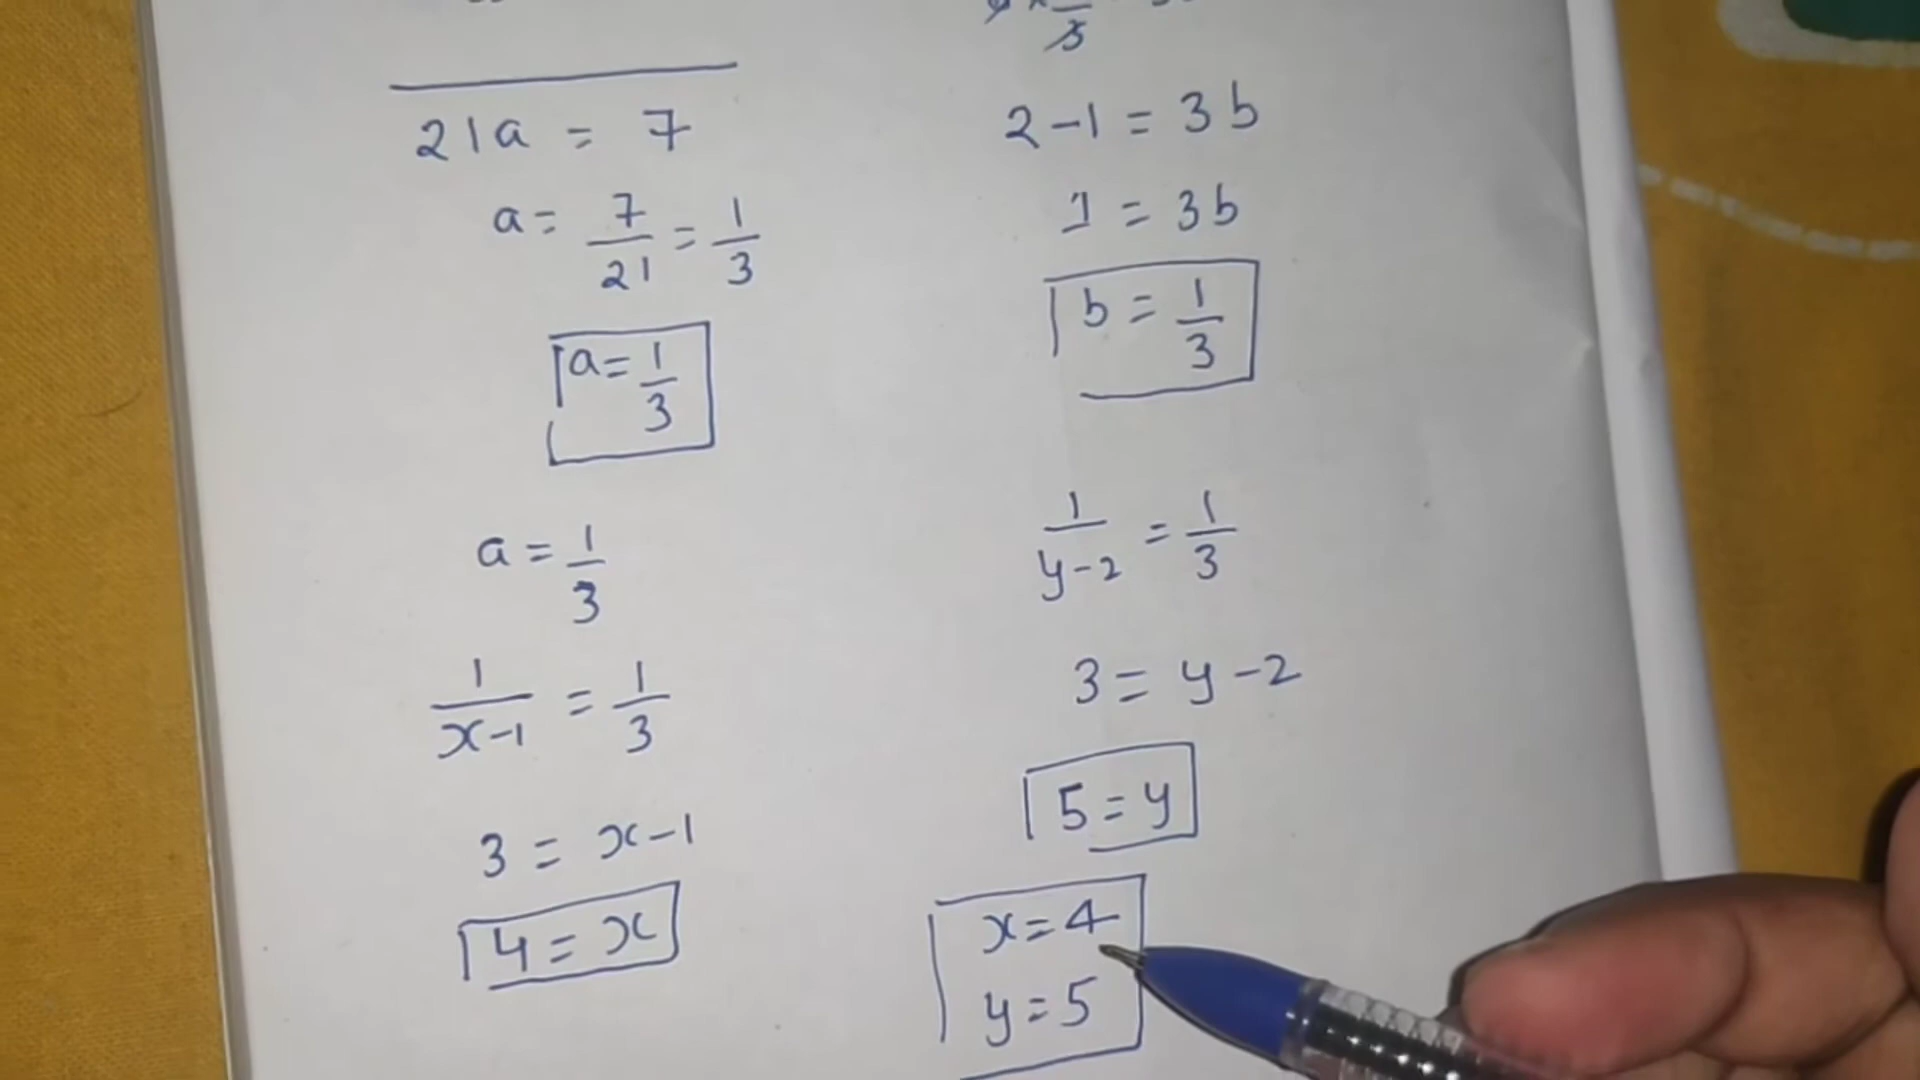 21a = 7
a = 7/21 = 1/3
a = 1/3
a = 1/3
1/x-1 = 1/3
3 = x-1
4 = x
2-1 = 3b
1 = 3b
b = 1/3
1/y-2 = 1/3
3 = y-2
5 = y
x = 4
y = 5